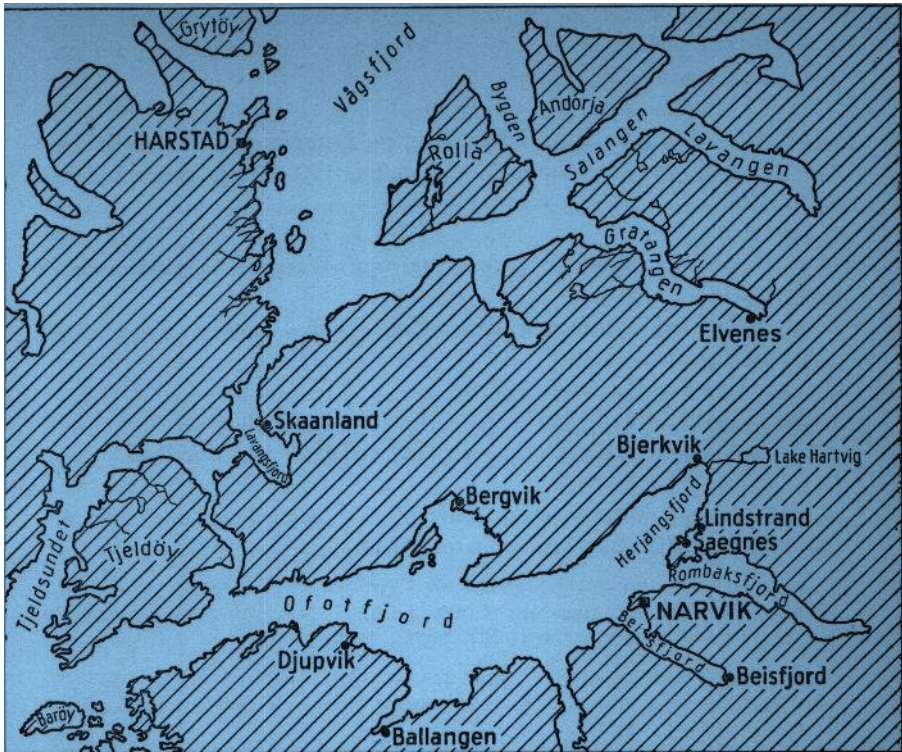 Grytöy
Vågsfjord
HARSTAD
Bygden
Andörja
Rolla
Salangen
Lavangen
Gratangen
Elvenes
Skaanland
Lavangsfjord
Bjerkvik
Lake Hartvig
Bergvik
Herjangsfjord
Lindstrand
Saegnes
Tjeldsundet
Tjeldöy
Rombaksfjord
Ofotfjord
NARVIK
Beisfjord
Djupvik
Beisfjord
Baröy
Ballangen